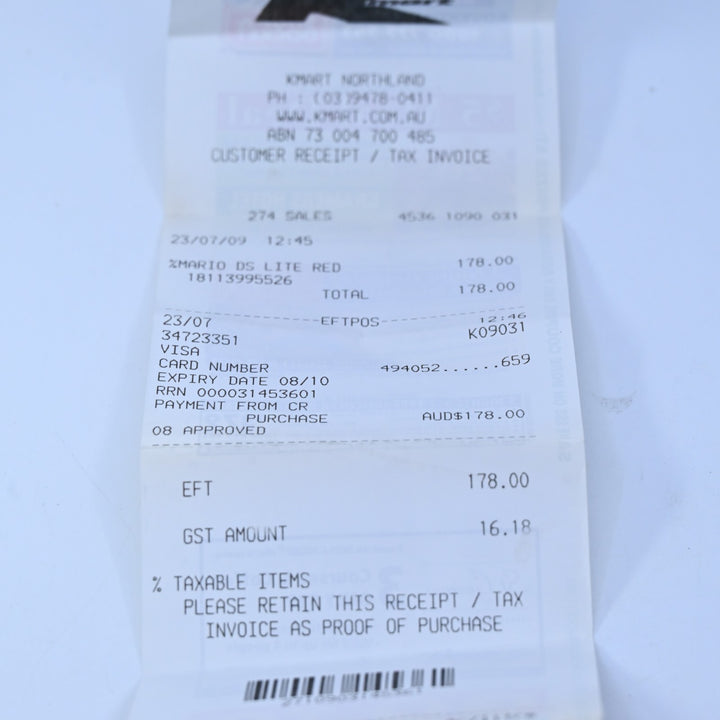 KMART NORTHLAND
PH : (03)9478-0411
WWW.KMART.COM.AU
ABN 73 004 700 485
CUSTOMER RECEIPT / TAX INVOICE
274 SALES 4536 1090 031
23/07/09 12:45
%MARIO DS LITE RED 178.00
18113995526
TOTAL 178.00
23/07 EFTPOS 12:46
34723351 K09031
VISA
CARD NUMBER 494052......659
EXPIRY DATE 08/10
RRN 000031453601
PAYMENT FROM CR
PURCHASE AUD$178.00
08 APPROVED
EFT 178.00
GST AMOUNT 16.18
% TAXABLE ITEMS
PLEASE RETAIN THIS RECEIPT / TAX
INVOICE AS PROOF OF PURCHASE